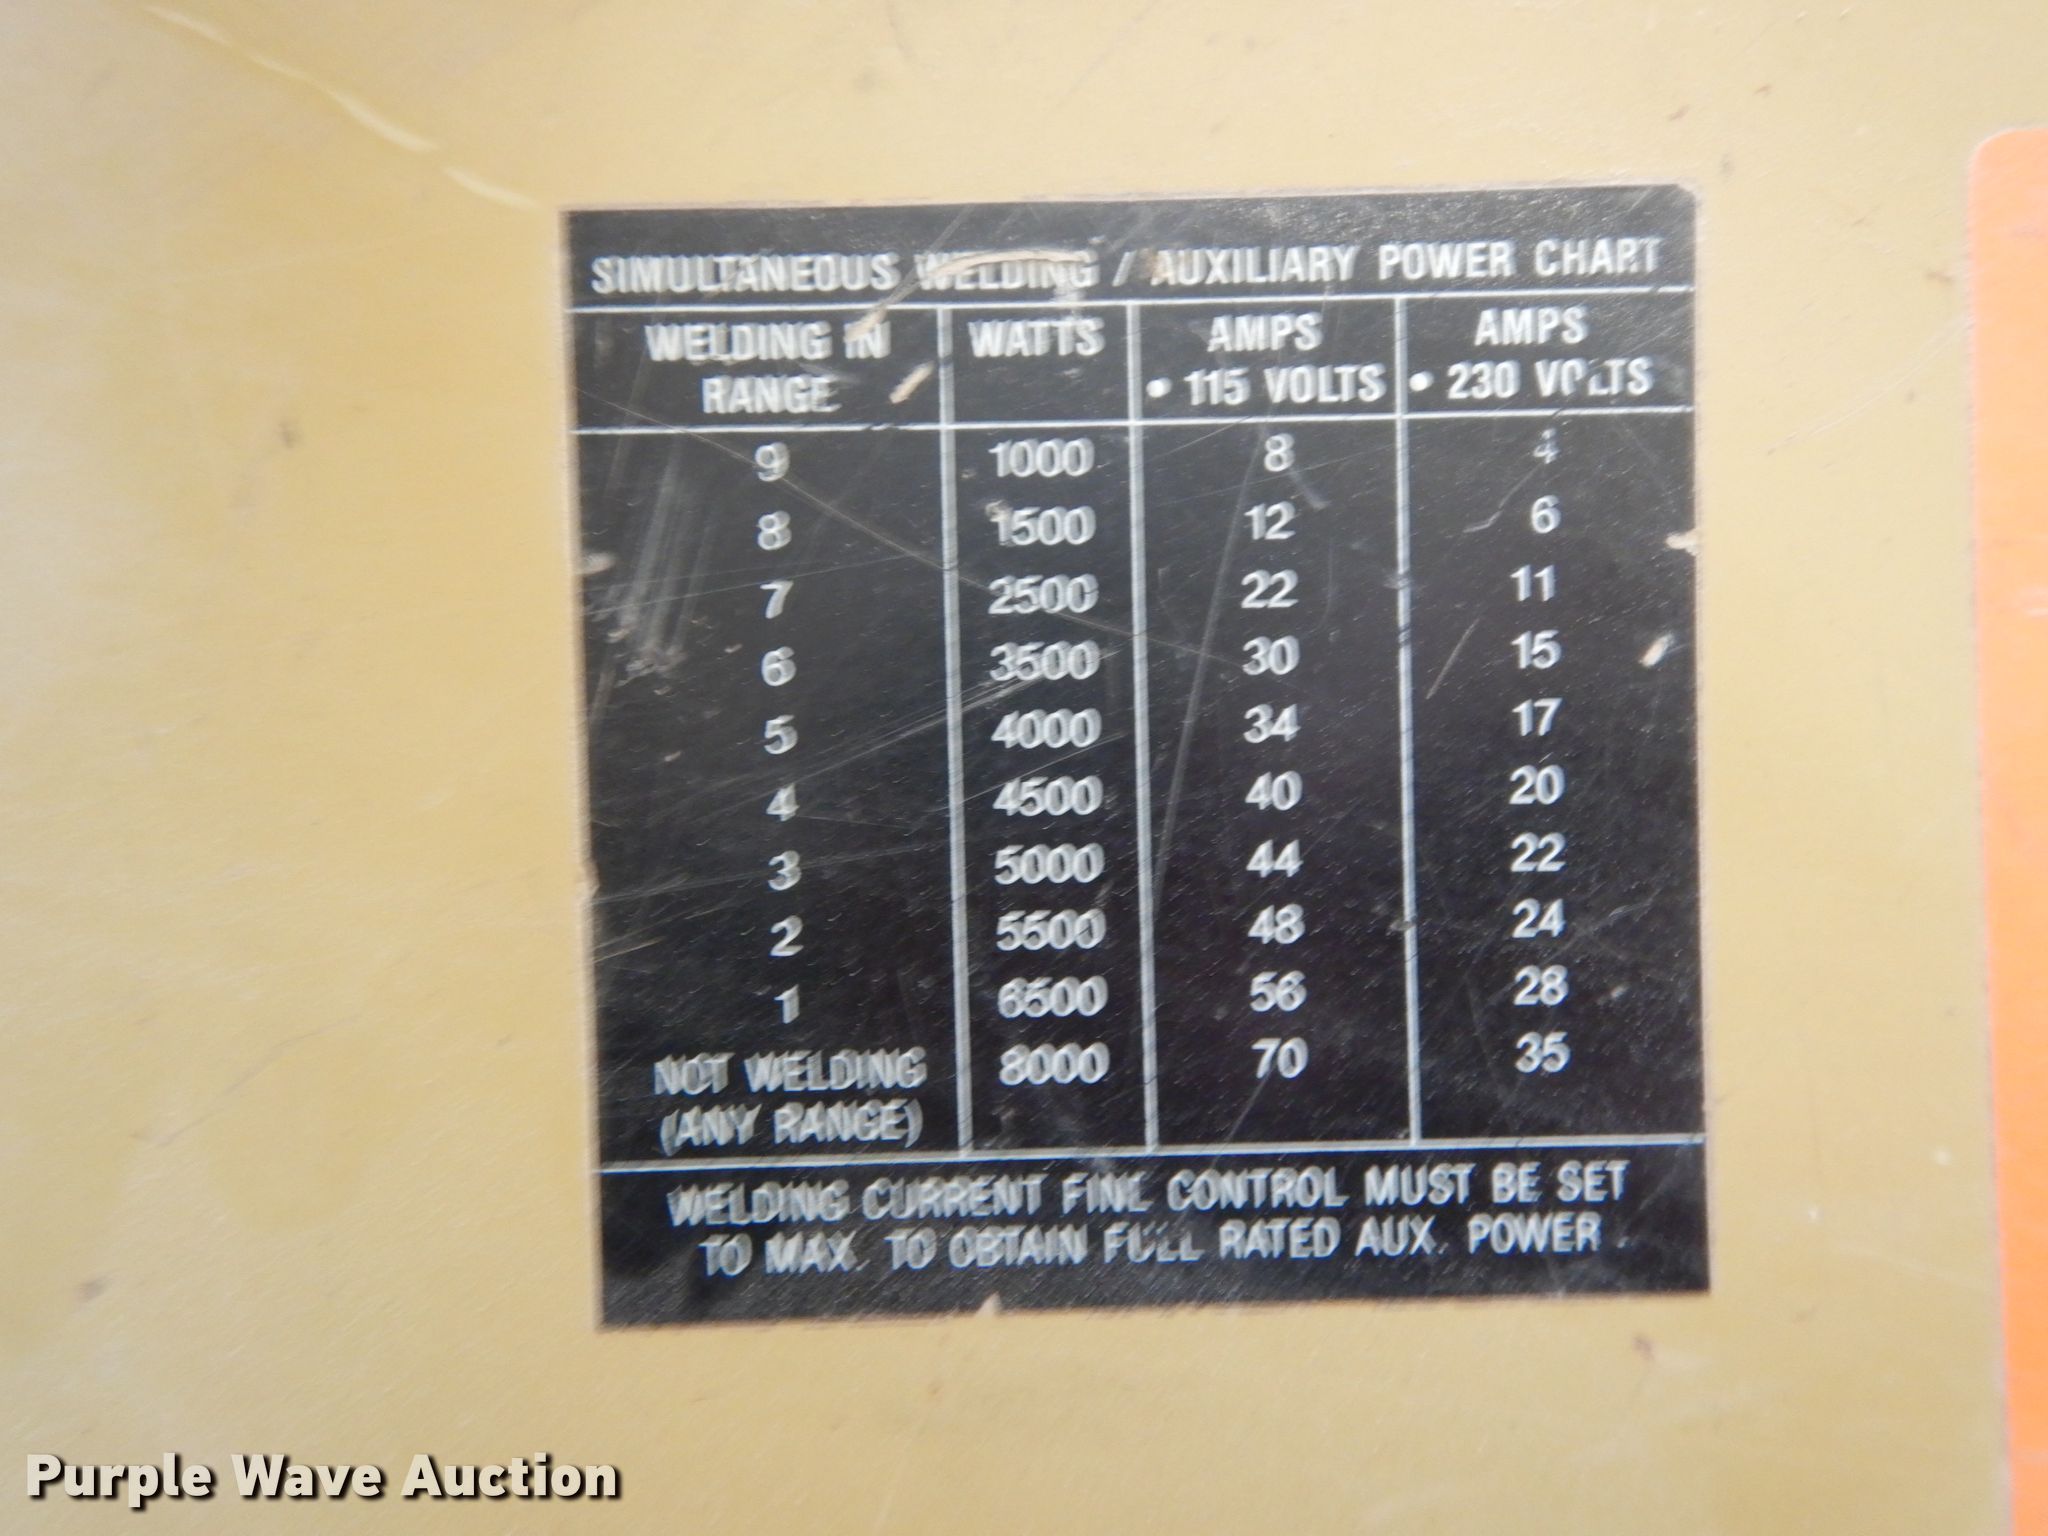 SIMULTANEOUS WELDING / AUXILIARY POWER CHART
WELDING IN RANGE WATTS AMPS • 115 VOLTS AMPS • 230 VOLTS
9 1000 8 4
8 1500 12 6
7 2500 22 11
6 3500 30 15
5 4000 34 17
4 4500 40 20
3 5000 44 22
2 5500 48 24
1 6500 56 28
NOT WELDING 8000 70 35
(ANY RANGE)
WELDING CURRENT FINE CONTROL MUST BE SET
TO MAX. TO OBTAIN FULL RATED AUX. POWER.
Purple Wave Auction